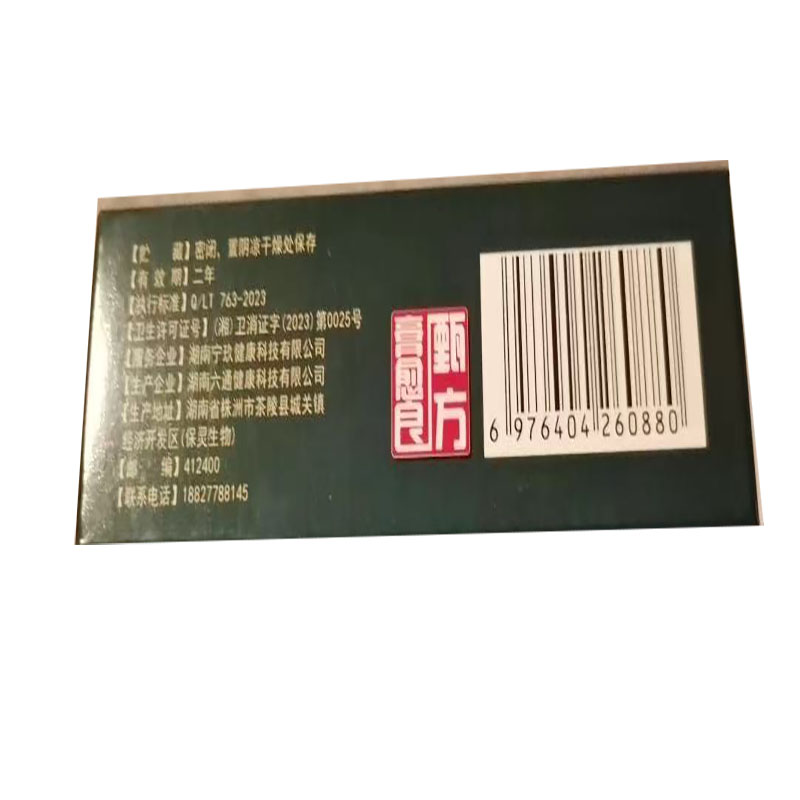 【贮 藏】密闭、置阴凉干燥处保存
【有 效 期】二年
【执行标准】Q/LT 763-2023
【卫生许可证号】(湘)卫消证字(2023)第0025号
【服务企业】湖南宁玖健康科技有限公司
【生产企业】湖南六通健康科技有限公司
【生产地址】湖南省株洲市茶陵县城关镇
经济开发区(保灵生物)
【邮 编】412400
【联系电话】18827788145
甄方
6 976404 260880